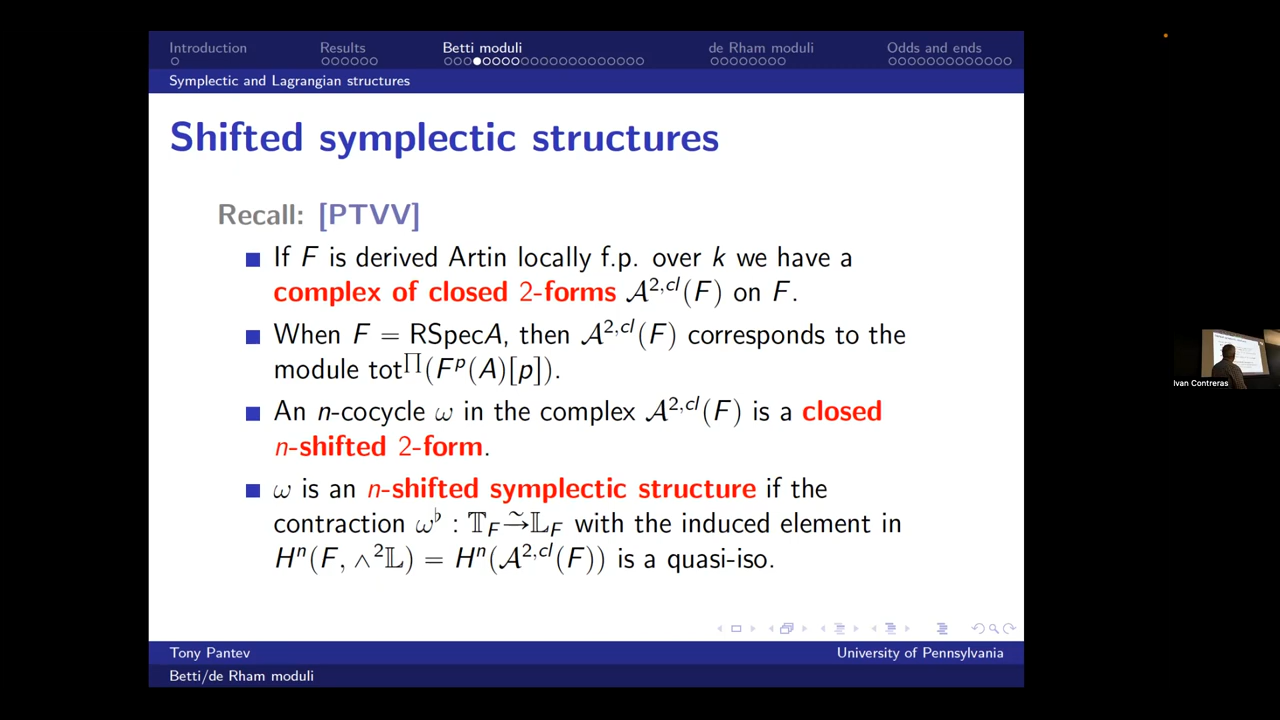 Introduction Results Betti moduli de Rham moduli Odds and ends
Symplectic and Lagrangian structures
Shifted symplectic structures
Recall: [PTVV]
If F is derived Artin locally f.p. over k we have a
complex of closed 2-forms 𝒜^{2,cl}(F) on F.
When F = RSpecA, then 𝒜^{2,cl}(F) corresponds to the
module tot^∏(F^p(A)[p]).
An n-cocycle ω in the complex 𝒜^{2,cl}(F) is a closed
n-shifted 2-form.
ω is an n-shifted symplectic structure if the
contraction ω^♭ : 𝕋_F →̃ 𝕃_F with the induced element in
H^n(F, ∧^2𝕃) = H^n(𝒜^{2,cl}(F)) is a quasi-iso.
Tony Pantev University of Pennsylvania
Betti/de Rham moduli
Ivan Contreras